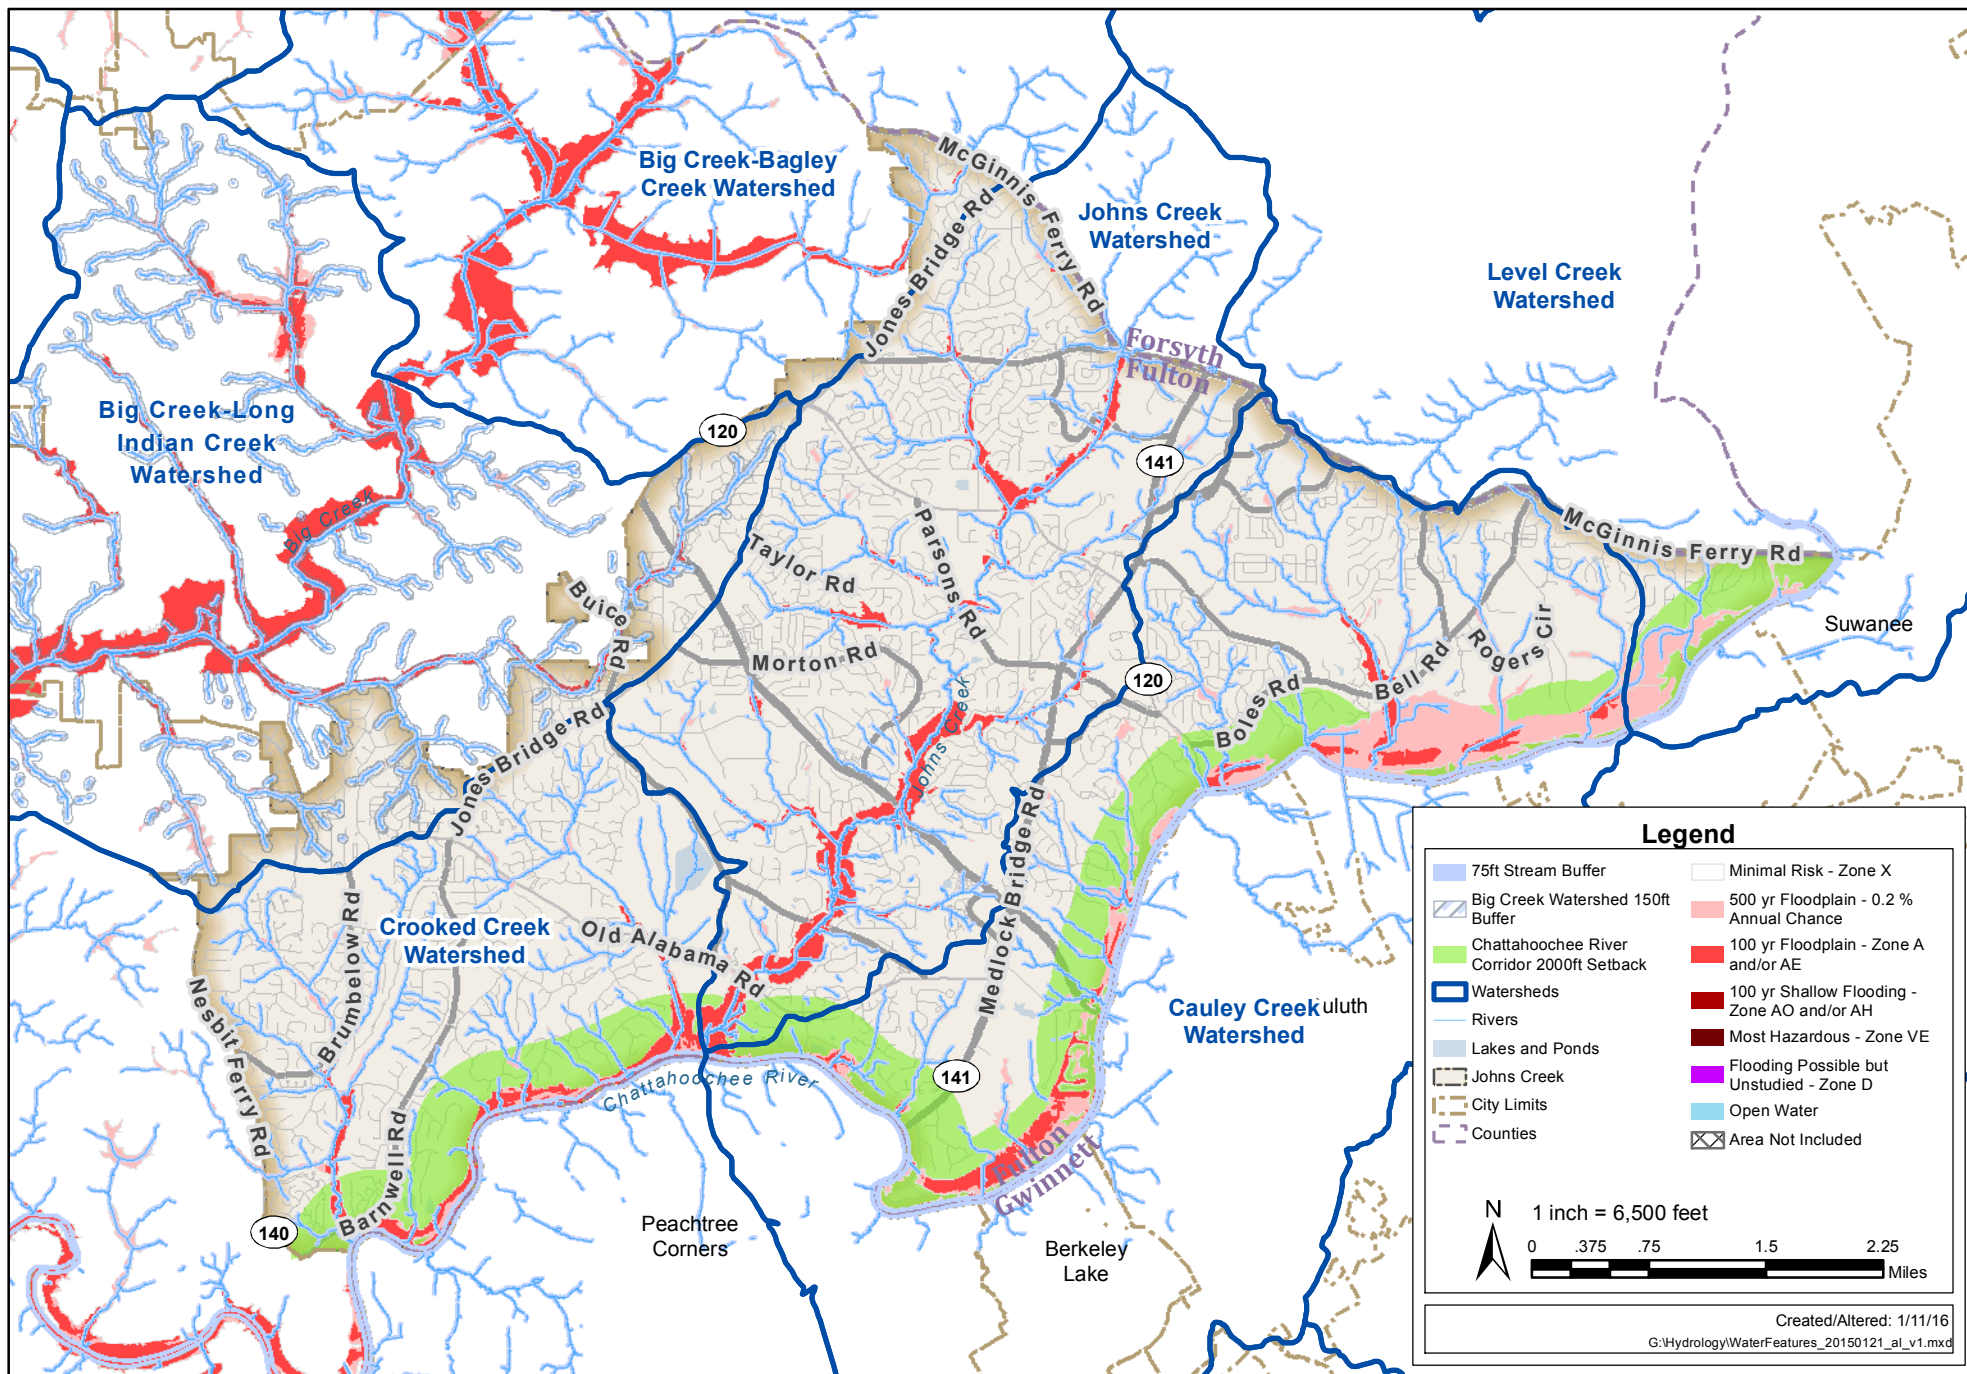 Big Creek-Bagley
Creek Watershed
McGinnis Ferry Rd
Johns Creek
Watershed
Level Creek
Watershed
Jones Bridge Rd
Forsyth
Fulton
Big Creek-Long
Indian Creek
Watershed
120
141
Big Creek
Parsons Rd
McGinnis Ferry Rd
Taylor Rd
Buice Rd
Suwanee
Rogers Cir
Morton Rd
Bell Rd
120
Boles Rd
Jones Bridge Rd
Johns Creek
Medlock Bridge Rd
Crooked Creek
Watershed
Old Alabama Rd
Brumbelow Rd
Nesbit Ferry Rd
Cauley Creek
Watershed
uluth
Chattahoochee River
141
Barnwell Rd
Fulton
Gwinnett
140
Peachtree
Corners
Berkeley
Lake
Legend
75ft Stream Buffer
Big Creek Watershed 150ft
Buffer
Chattahoochee River
Corridor 2000ft Setback
Watersheds
Rivers
Lakes and Ponds
Johns Creek
City Limits
Counties
Minimal Risk - Zone X
500 yr Floodplain - 0.2 %
Annual Chance
100 yr Floodplain - Zone A
and/or AE
100 yr Shallow Flooding -
Zone AO and/or AH
Most Hazardous - Zone VE
Flooding Possible but
Unstudied - Zone D
Open Water
Area Not Included
N
1 inch = 6,500 feet
0 .375 .75 1.5 2.25
Miles
Created/Altered: 1/11/16
G:\Hydrology\WaterFeatures_20150121_al_v1.mxd